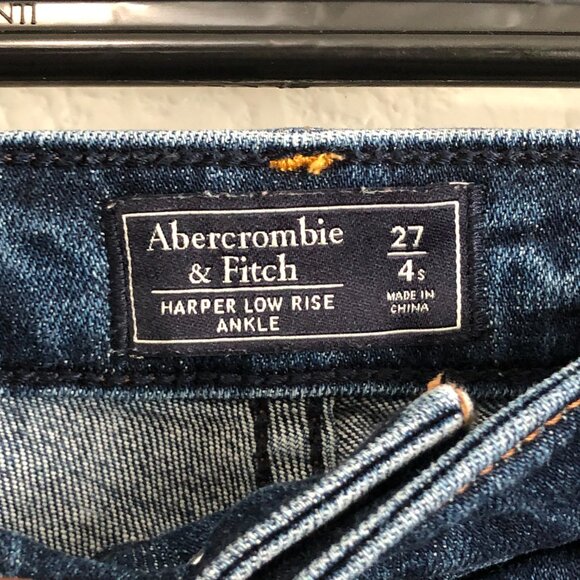 Abercrombie
& Fitch
HARPER LOW RISE
ANKLE
27
4s
MADE IN
CHINA